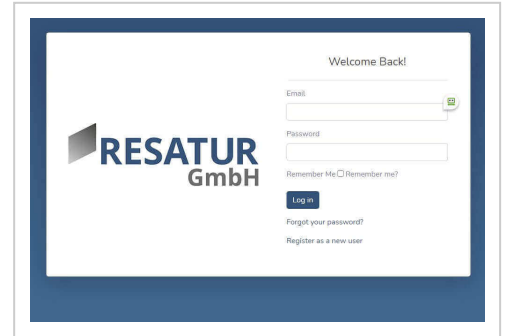 Welcome Back!
Email
Password
RESATUR
GmbH
Remember Me Remember me?
Log in
Forgot your password?
Register as a new user